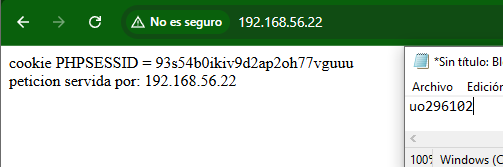 No es seguro 192.168.56.22
cookie PHPSESSID = 93s54b0ikiv9d2ap2oh77vguuu
peticion servida por: 192.168.56.22
*Sin título: Bl
Archivo Edición
uo296102
100% Windows (C